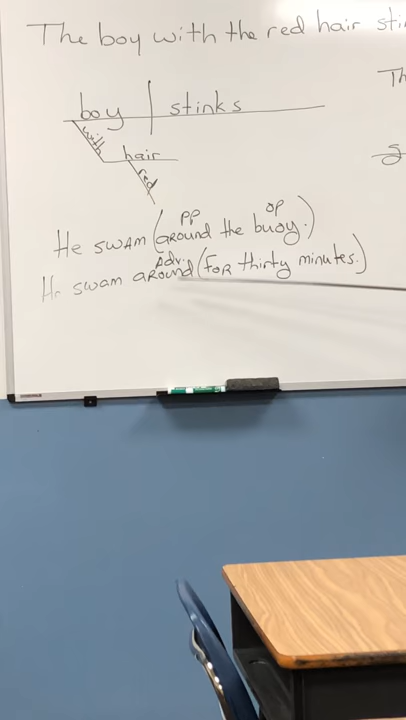 The boy with the red hair sti
Th
boy | stinks
with
hair
red
PP OP
He swam (around the buoy.)
Adv.
He swam around (for thirty minutes.)